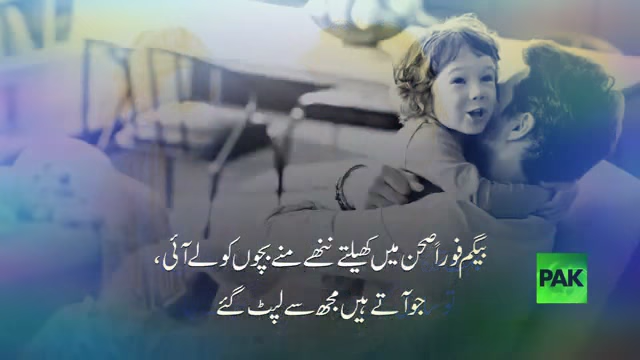 بیگم فوراً صحن میں کھیلتے ننھے منے بچوں کو لے آئی،
جو آتے ہیں مجھ سے لپٹ گئے
PAK